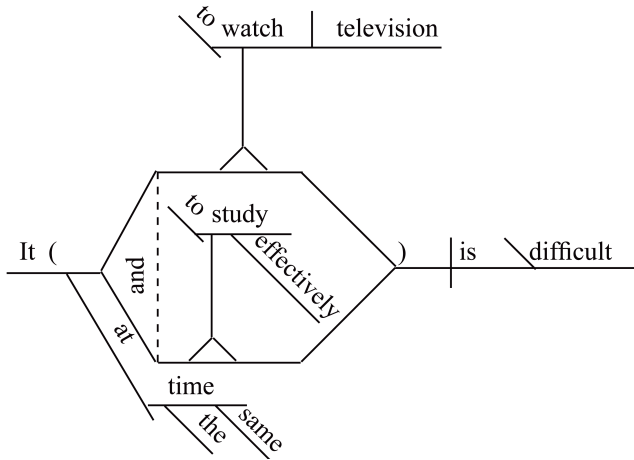 to watch television
to study
effectively
It ( and ) is difficult
at
time
the same